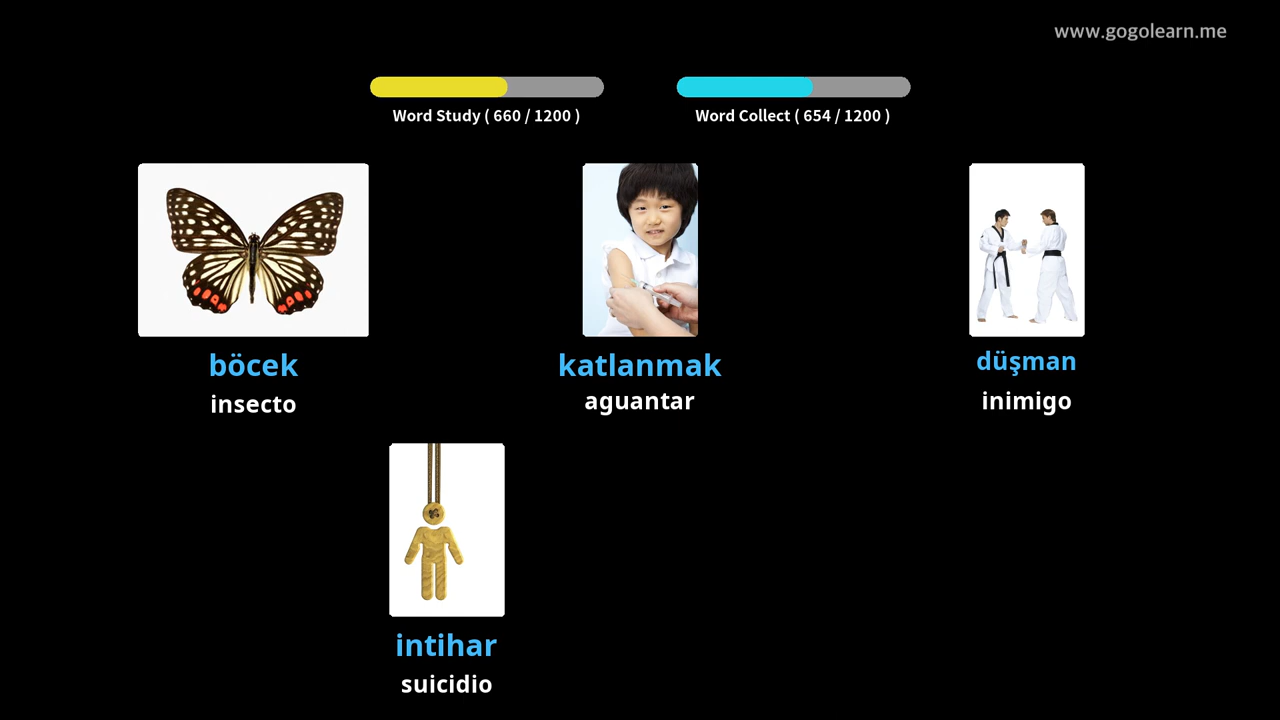 www.gogolearn.me
Word Study ( 660 / 1200 )
Word Collect ( 654 / 1200 )
böcek
katlanmak
düşman
insecto
aguantar
inimigo
intihar
suicidio